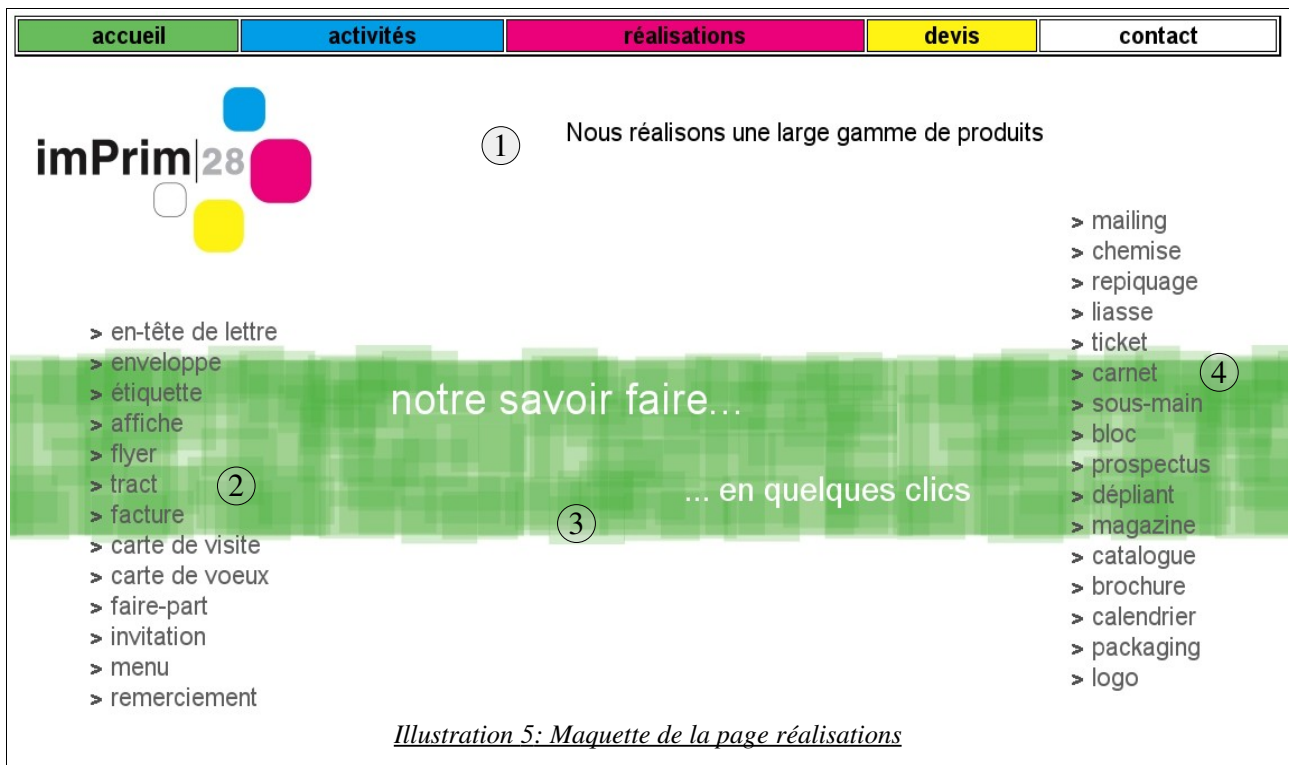 accueil activités réalisations devis contact
imPrim|28
1
Nous réalisons une large gamme de produits
> en-tête de lettre
> enveloppe
> étiquette
> affiche
> flyer
> tract
> facture
> carte de visite
> carte de voeux
> faire-part
> invitation
> menu
> remerciement
2
notre savoir faire...
... en quelques clics
3
> mailing
> chemise
> repiquage
> liasse
> ticket
> carnet
> sous-main
> bloc
> prospectus
> dépliant
> magazine
> catalogue
> brochure
> calendrier
> packaging
> logo
4
Illustration 5: Maquette de la page réalisations